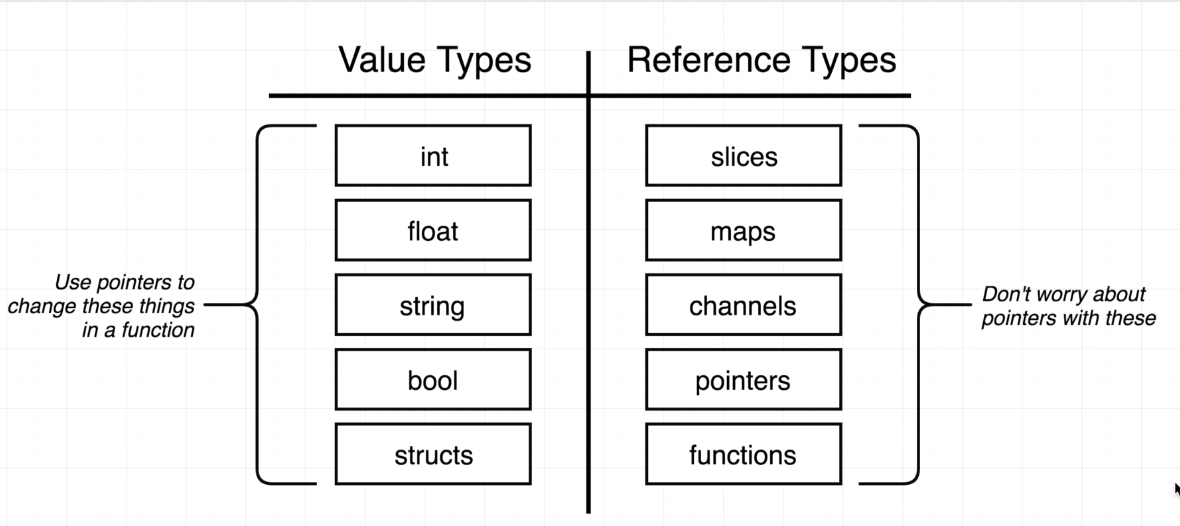 Value Types
Reference Types
int
float
string
bool
structs
slices
maps
channels
pointers
functions
Use pointers to
change these things
in a function
Don't worry about
pointers with these